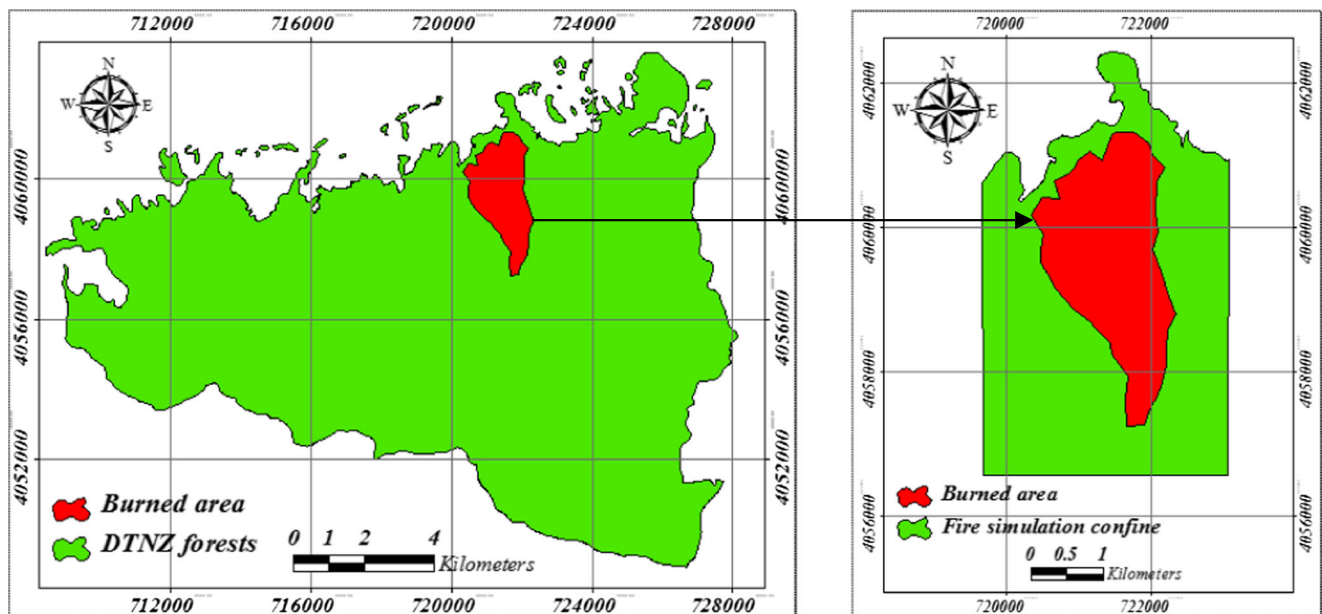 712000 716000 720000 724000 728000
N
W E
S
4060000 4060000
4056000 4056000
4052000 4052000
Burned area
DTNZ forests
0 1 2 4
Kilometers
712000 716000 720000 724000 728000
720000 722000
N
W E
S
4062000 4062000
4060000 4060000
4058000 4058000
4056000 4056000
Burned area
Fire simulation confine
0 0.5 1
Kilometers
720000 722000